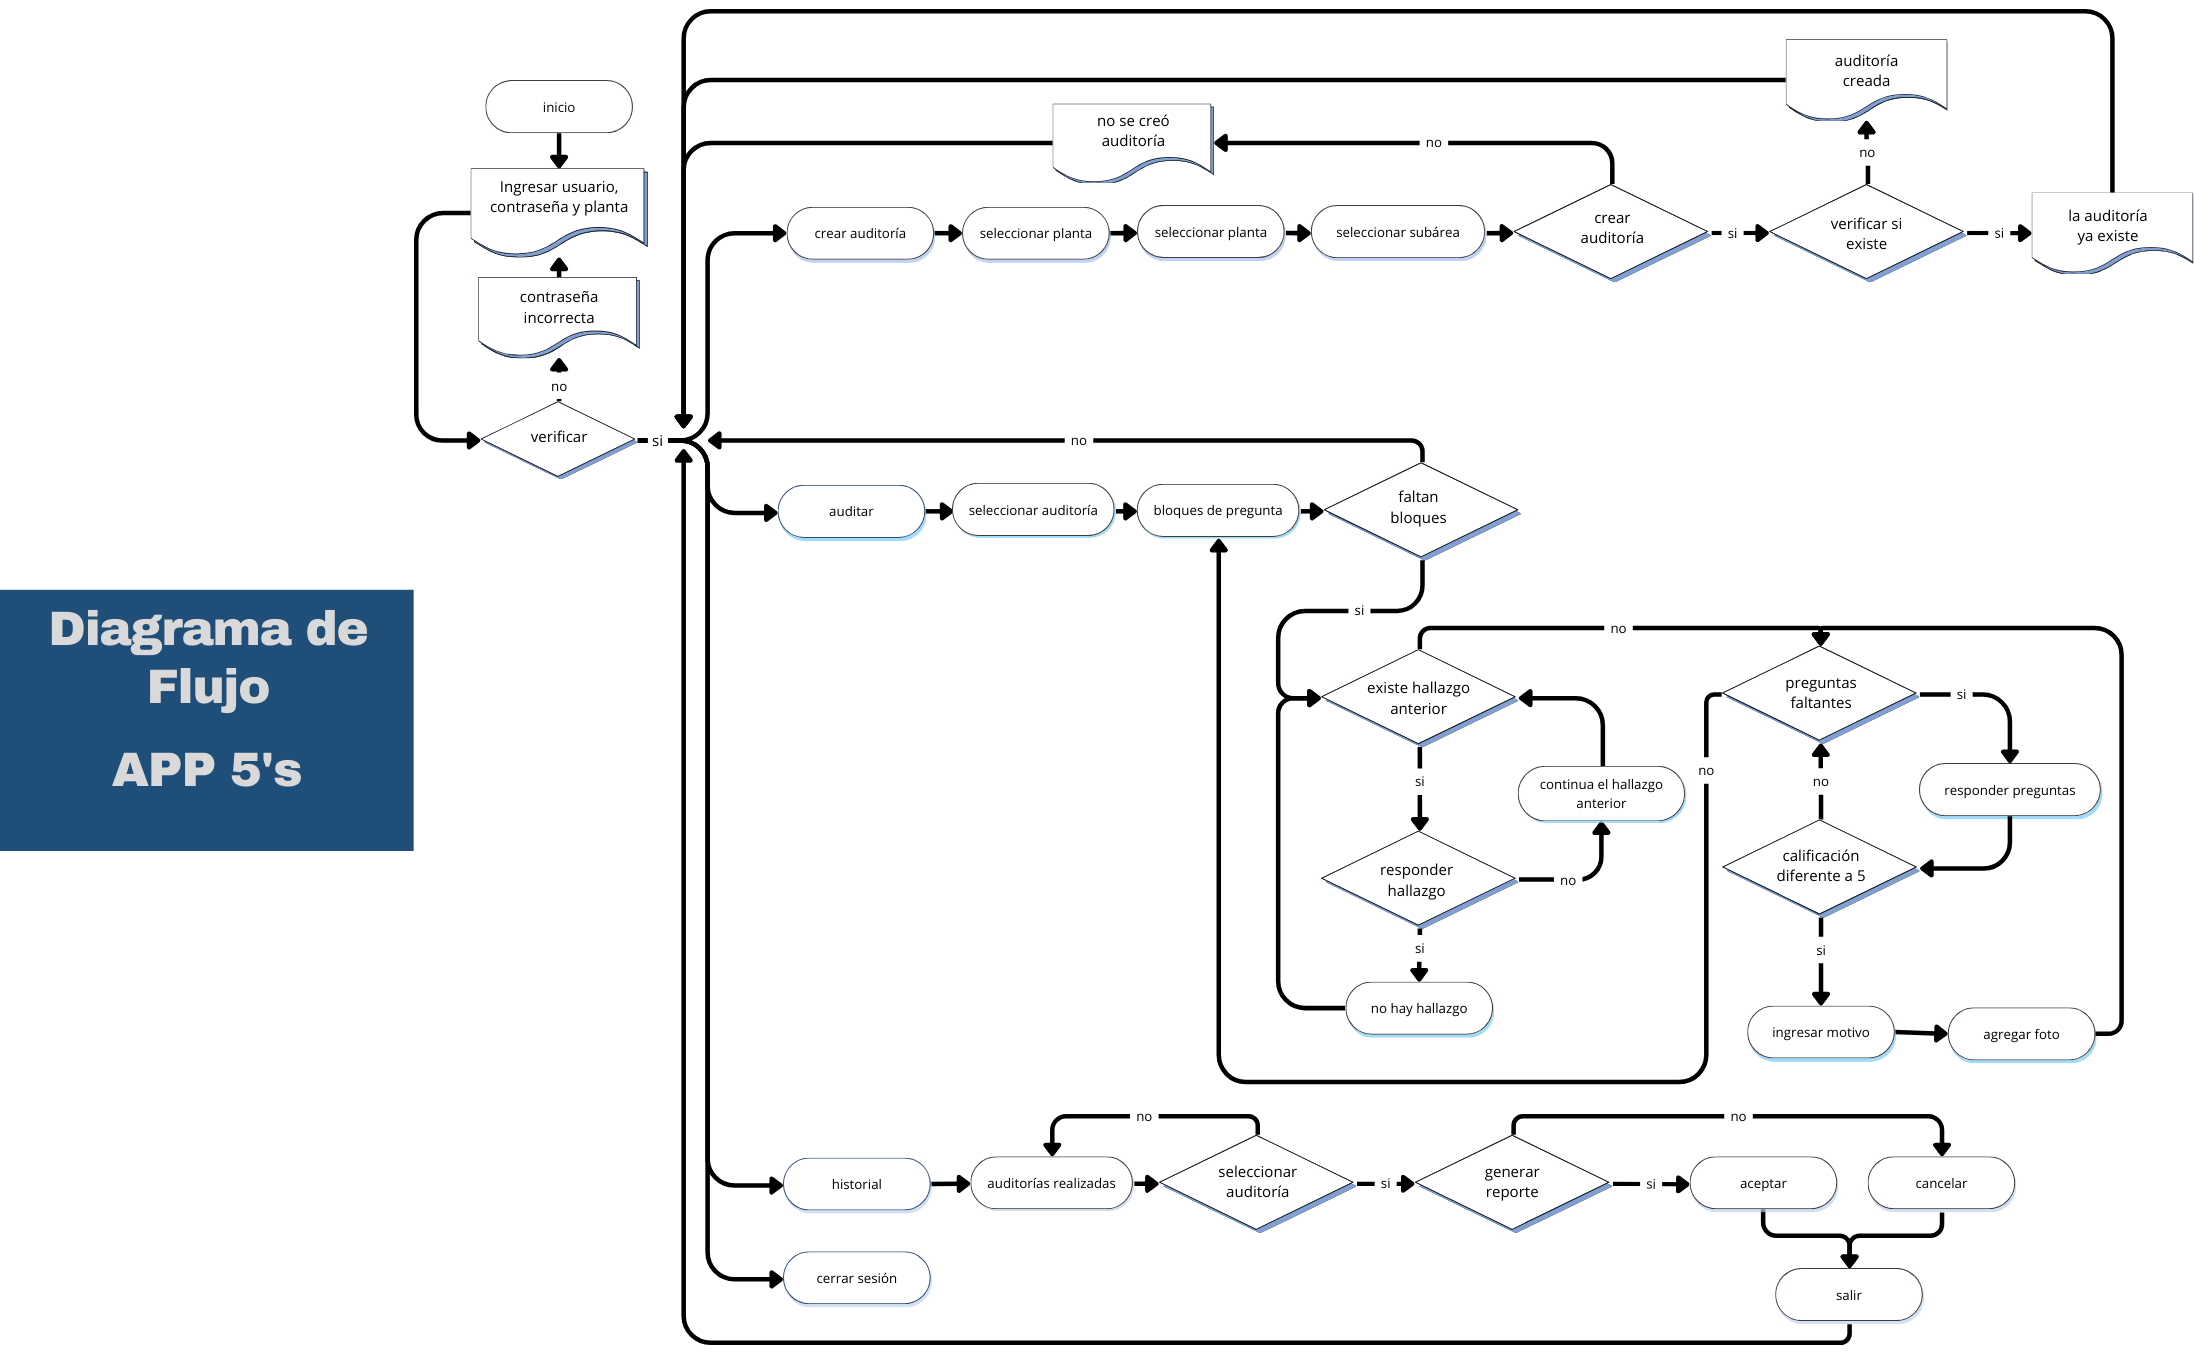 inicio
Ingresar usuario,
contraseña y planta
contraseña
incorrecta
no
verificar
si
Diagrama de
Flujo
APP 5's
crear auditoría
seleccionar planta
seleccionar planta
seleccionar subárea
crear
auditoría
no
no se creó
auditoría
si
verificar si
existe
no
auditoría
creada
si
la auditoría
ya existe
auditar
seleccionar auditoría
bloques de pregunta
faltan
bloques
no
si
existe hallazgo
anterior
no
si
responder
hallazgo
no
continua el hallazgo
anterior
si
no hay hallazgo
preguntas
faltantes
no
si
responder preguntas
calificación
diferente a 5
no
si
ingresar motivo
agregar foto
historial
auditorías realizadas
seleccionar
auditoría
no
si
generar
reporte
no
si
aceptar
cancelar
salir
cerrar sesión